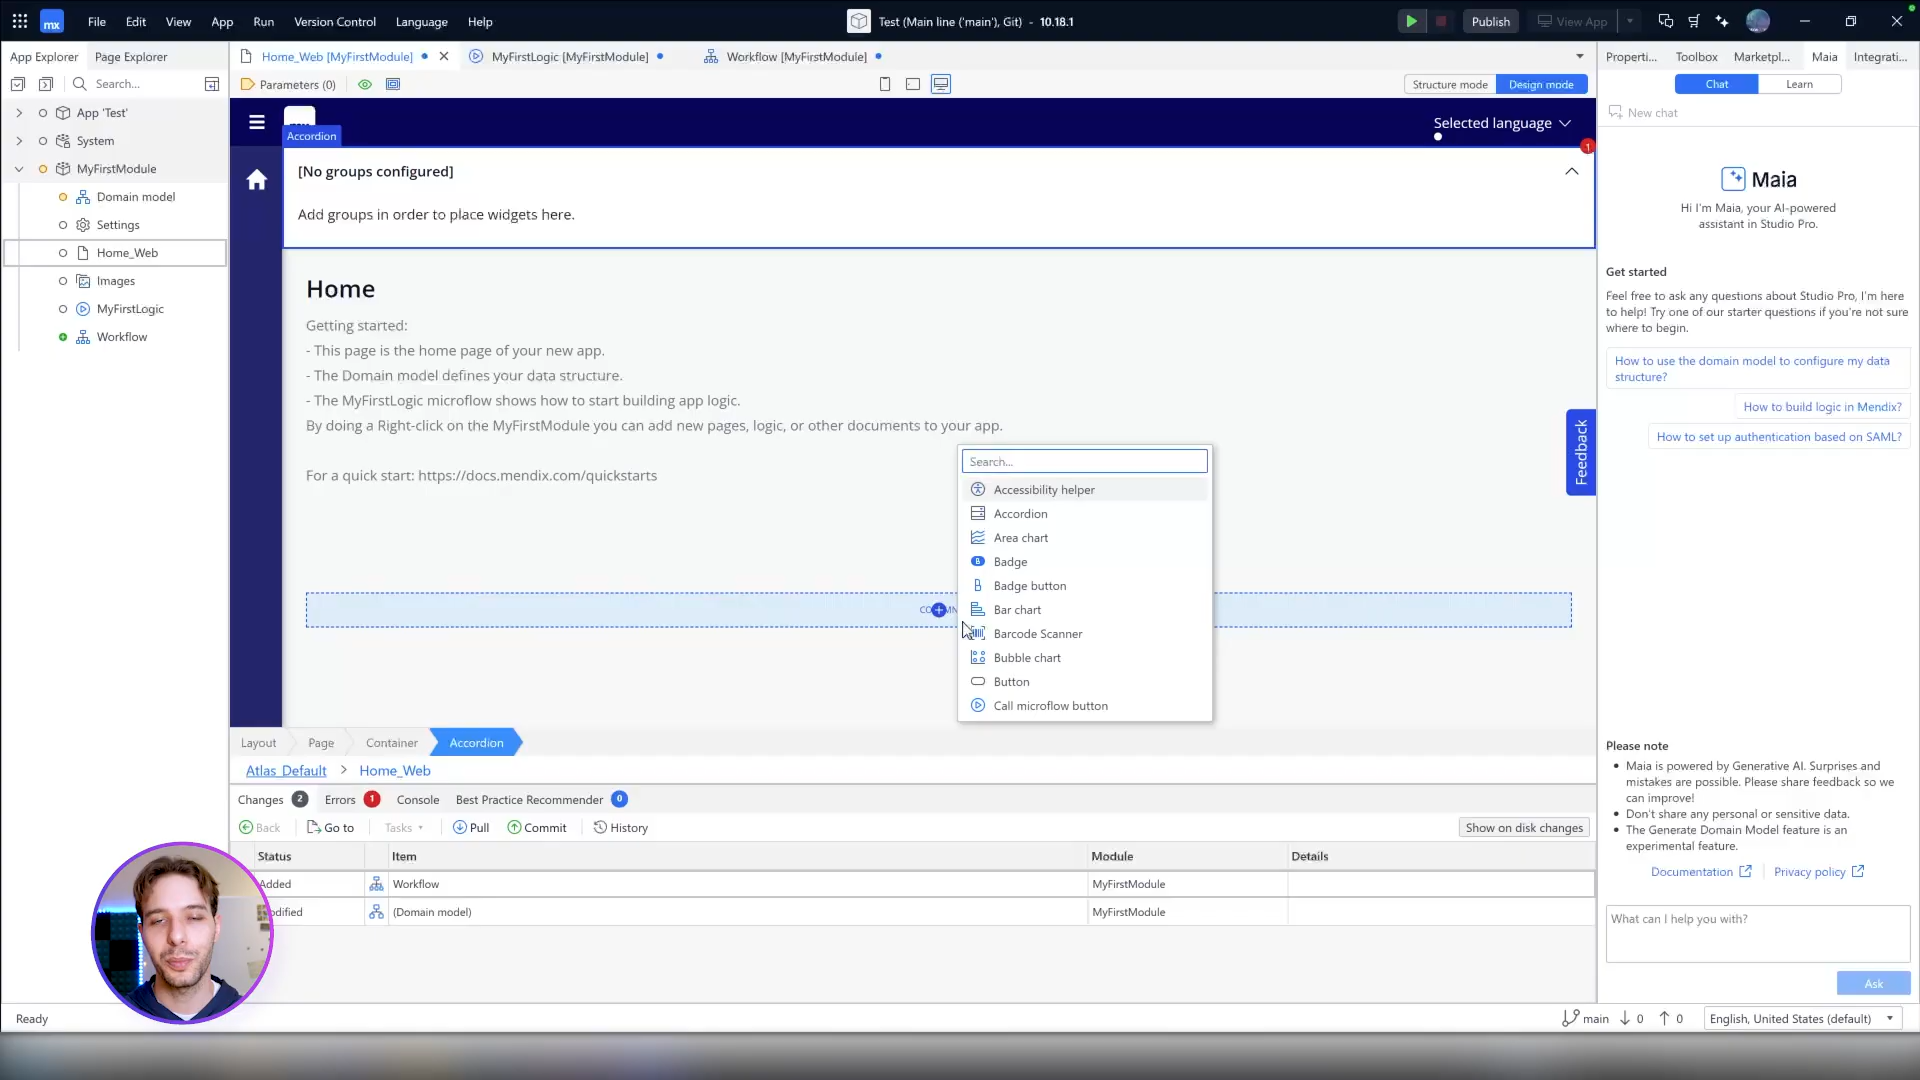 mx
File Edit View App Run Version Control Language Help
Test (Main line ('main'), Git) - 10.18.1
Publish
View App
App Explorer Page Explorer
Search...
App 'Test'
System
MyFirstModule
Domain model
Settings
Home_Web
Images
MyFirstLogic
Workflow
Home_Web [MyFirstModule]
MyFirstLogic [MyFirstModule]
Workflow [MyFirstModule]
Parameters (0)
Structure mode Design mode
Accordion
Selected language
1
[No groups configured]
Add groups in order to place widgets here.
Home
Getting started:
- This page is the home page of your new app.
- The Domain model defines your data structure.
- The MyFirstLogic microflow shows how to start building app logic.
By doing a Right-click on the MyFirstModule you can add new pages, logic, or other documents to your app.
For a quick start: https://docs.mendix.com/quickstarts
Search...
Accessibility helper
Accordion
Area chart
Badge
Badge button
Bar chart
Barcode Scanner
Bubble chart
Button
Call microflow button
Feedback
Layout Page Container Accordion
Atlas_Default > Home_Web
Changes 2 Errors 1 Console Best Practice Recommender 0
Back Go to Tasks Pull Commit History
Show on disk changes
Status Item Module Details
Added Workflow MyFirstModule
(Domain model) MyFirstModule
Properti... Toolbox Marketpl... Maia Integrati...
Chat Learn
New chat
Maia
Hi I'm Maia, your AI-powered
assistant in Studio Pro.
Get started
Feel free to ask any questions about Studio Pro, I'm here
to help! Try one of our starter questions if you're not sure
where to begin.
How to use the domain model to configure my data
structure?
How to build logic in Mendix?
How to set up authentication based on SAML?
Please note
Maia is powered by Generative AI. Surprises and
mistakes are possible. Please share feedback so we
can improve!
Don't share any personal or sensitive data.
The Generate Domain Model feature is an
experimental feature.
Documentation Privacy policy
What can I help you with?
Ask
Ready
main 0 0 English, United States (default)